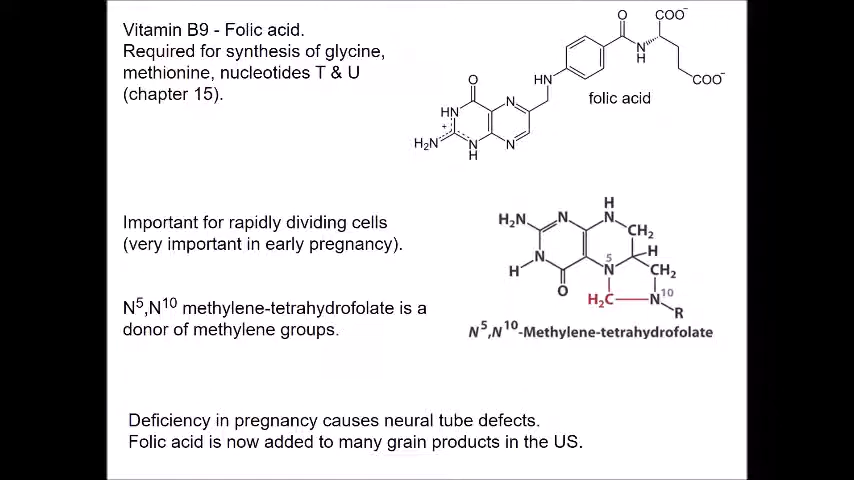 Vitamin B9 - Folic acid.
Required for synthesis of glycine,
methionine, nucleotides T & U
(chapter 15).
O
COO⁻
N
H
COO⁻
HN
folic acid
O
HN
N
+
H₂N
N
H
N
Important for rapidly dividing cells
(very important in early pregnancy).
H
H₂N
N
N
CH₂
H
N
5
N
CH₂
H
O
H₂C
N
10
R
N⁵,N¹⁰-Methylene-tetrahydrofolate
N⁵,N¹⁰ methylene-tetrahydrofolate is a
donor of methylene groups.
Deficiency in pregnancy causes neural tube defects.
Folic acid is now added to many grain products in the US.